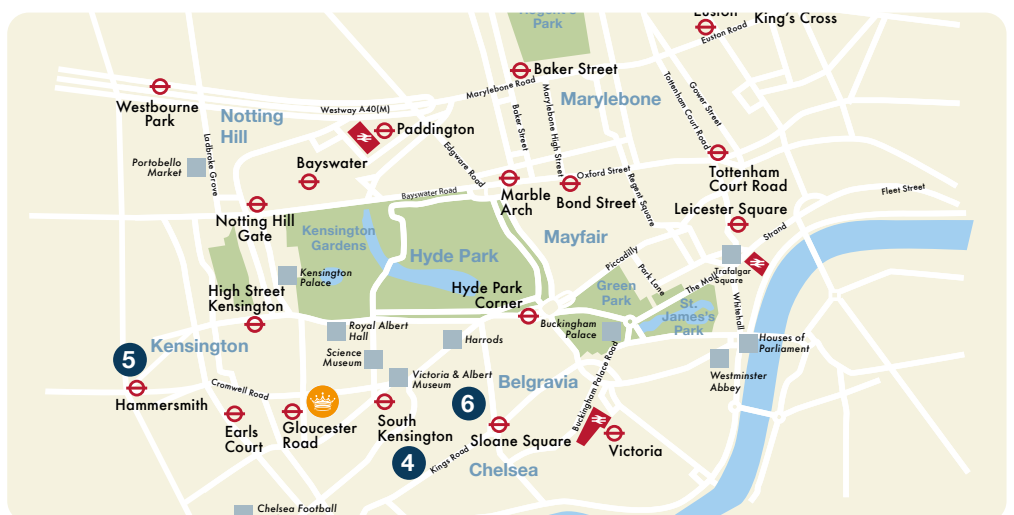 Euston
King's Cross
Euston Road
Regent's
Park
Baker Street
Marylebone Road
Marylebone
Westbourne
Park
Westway A40(M)
Notting
Hill
Paddington
Ladbroke Grove
Portobello
Market
Bayswater
Edgware Road
Baker Street
Marylebone High Street
Tottenham Court Road
Gower Street
Tottenham
Court Road
Oxford Street
Regent Square
Bayswater Road
Marble
Arch
Bond Street
Leicester Square
Fleet Street
Notting Hill
Gate
Kensington
Gardens
Hyde Park
Mayfair
Piccadilly
Park Lane
Strand
Trafalgar
Square
The Mall
Kensington
Palace
High Street
Kensington
Hyde Park
Corner
Green
Park
St.
James's
Park
Whitehall
Buckingham
Palace
Royal Albert
Hall
Harrods
Houses of
Parliament
Science
Museum
Westminster
Abbey
Kensington
5
Victoria & Albert
Museum
Belgravia
Buckingham Palace Road
Hammersmith
Cromwell Road
6
Earls
Court
Gloucester
Road
South
Kensington
Sloane Square
Victoria
4
Kings Road
Chelsea
Chelsea Football